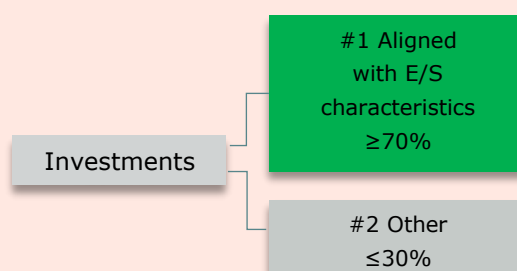 #1 Aligned
with E/S
characteristics
≥70%
Investments
#2 Other
≤30%